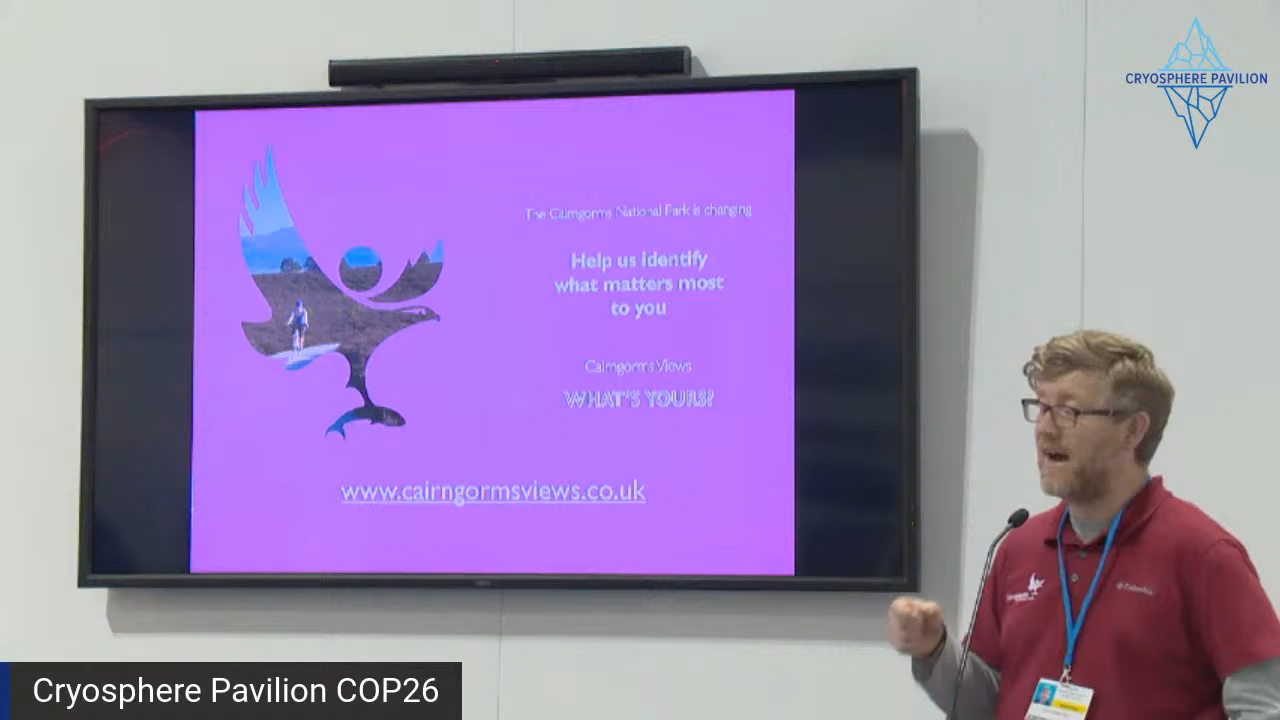 CRYOSPHERE PAVILION
The Cairngorms National Park is changing
Help us identify
what matters most
to you
Cairngorms Views
WHAT'S YOURS?
www.cairngormsviews.co.uk
Columbia
Cryosphere Pavilion COP26